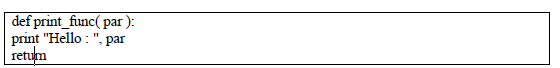 def print_func( par ):
print "Hello : ", par
return